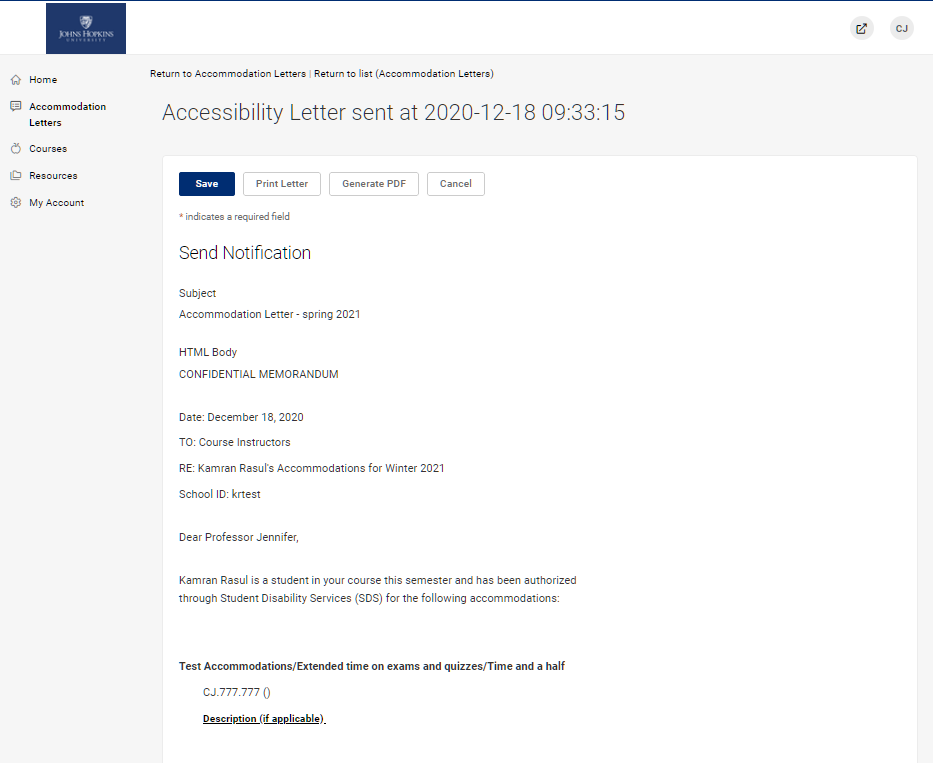 JOHNS HOPKINS
UNIVERSITY
CJ
Home
Accommodation
Letters
Courses
Resources
My Account
Return to Accommodation Letters | Return to list (Accommodation Letters)
Accessibility Letter sent at 2020-12-18 09:33:15
Save Print Letter Generate PDF Cancel
* indicates a required field
Send Notification
Subject
Accommodation Letter - spring 2021
HTML Body
CONFIDENTIAL MEMORANDUM
Date: December 18, 2020
TO: Course Instructors
RE: Kamran Rasul's Accommodations for Winter 2021
School ID: krtest
Dear Professor Jennifer,
Kamran Rasul is a student in your course this semester and has been authorized
through Student Disability Services (SDS) for the following accommodations:
Test Accommodations/Extended time on exams and quizzes/Time and a half
CJ.777.777 ()
Description (if applicable)